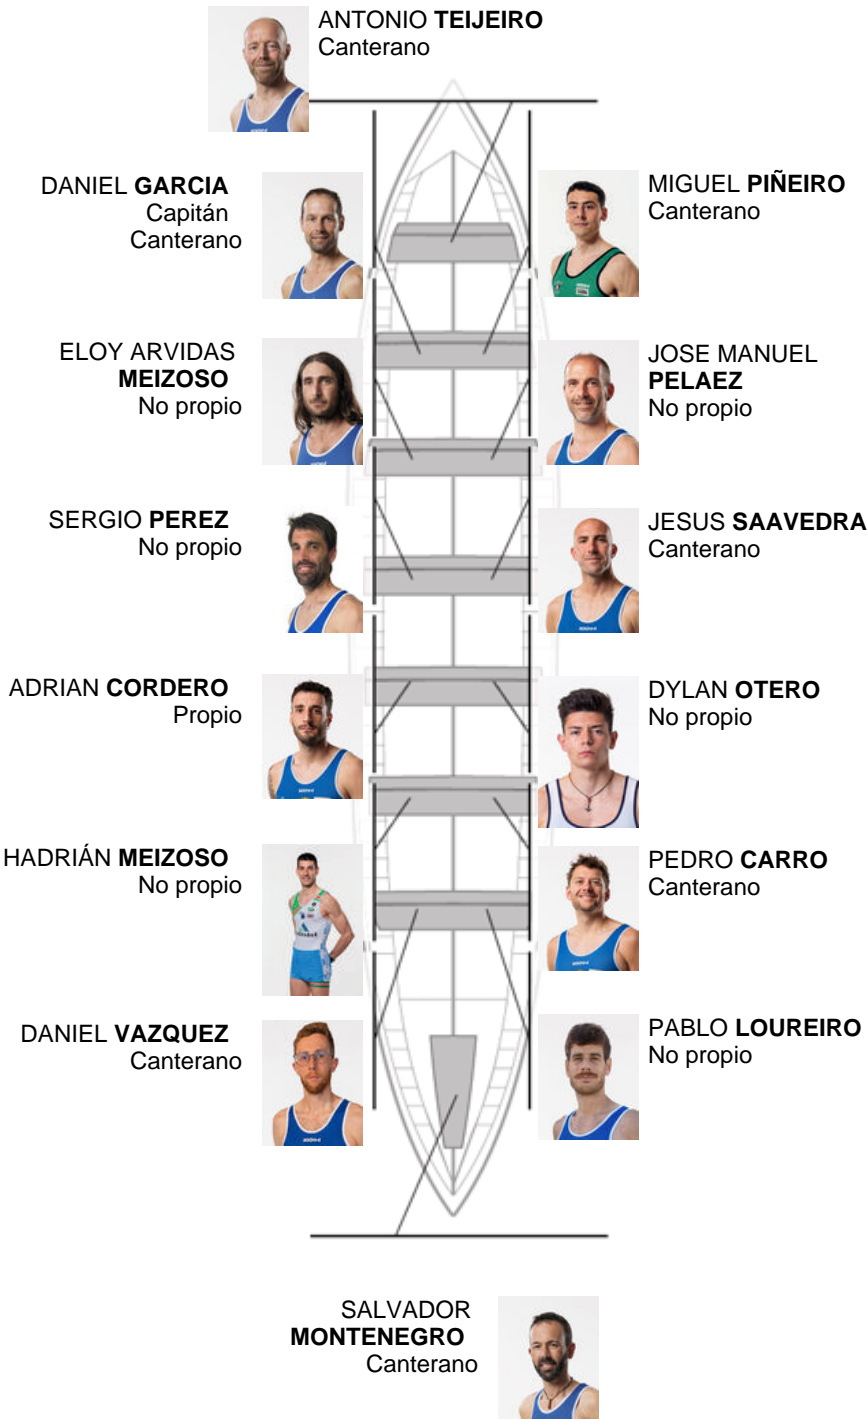 ANTONIO TEIJEIRO
Canterano
DANIEL GARCIA
Capitán
Canterano
MIGUEL PIÑEIRO
Canterano
ELOY ARVIDAS
MEIZOSO
No propio
JOSE MANUEL
PELAEZ
No propio
SERGIO PEREZ
No propio
JESUS SAAVEDRA
Canterano
ADRIAN CORDERO
Propio
DYLAN OTERO
No propio
HADRIÁN MEIZOSO
No propio
PEDRO CARRO
Canterano
DANIEL VAZQUEZ
Canterano
PABLO LOUREIRO
No propio
SALVADOR
MONTENEGRO
Canterano